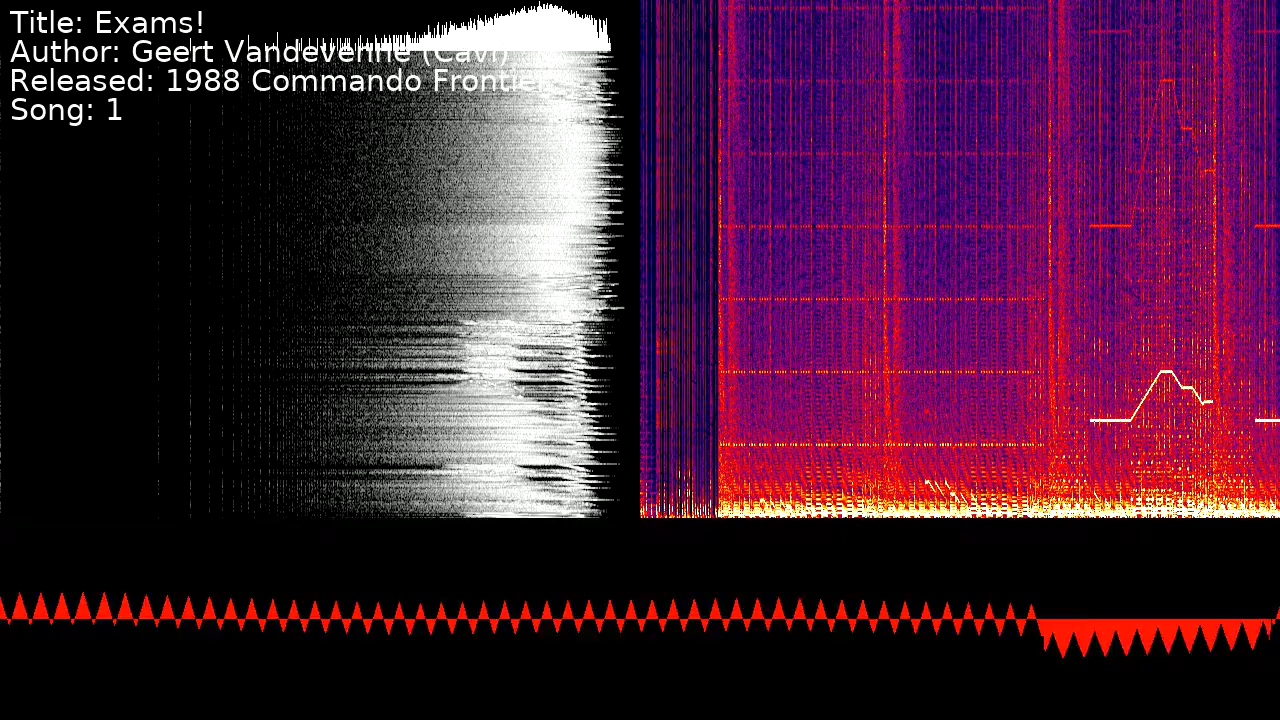 Title: Exams!
Author: Geert Vandevenne (Cavi)
Released: 1988 Commando Frontier
Song: 1